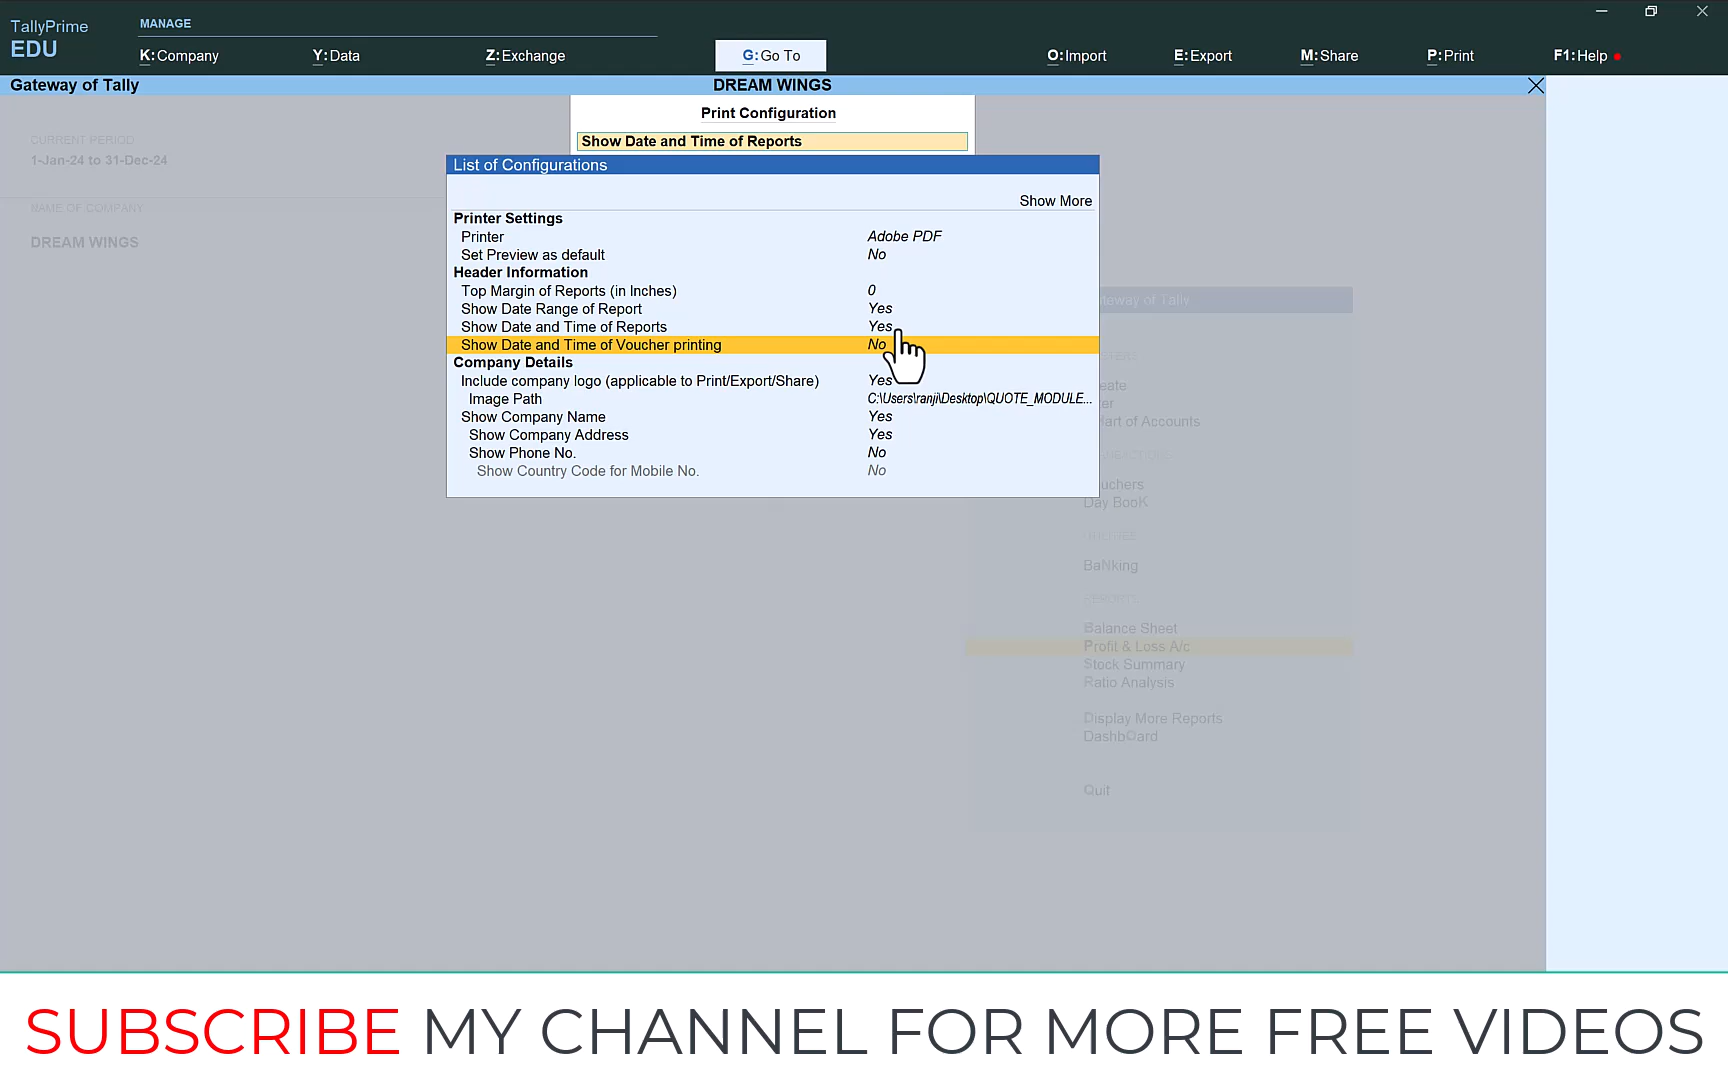 TallyPrime
EDU
MANAGE
K:Company
Y:Data
Z:Exchange
G:Go To
O:Import
E:Export
M:Share
P:Print
F1:Help
Gateway of Tally
DREAM WINGS
Print Configuration
Show Date and Time of Reports
CURRENT PERIOD
1-Jan-24 to 31-Dec-24
NAME OF COMPANY
DREAM WINGS
List of Configurations
Show More
Printer Settings
Printer Adobe PDF
Set Preview as default No
Header Information
Top Margin of Reports (in Inches) 0
Show Date Range of Report Yes
Show Date and Time of Reports Yes
Show Date and Time of Voucher printing No
Company Details
Include company logo (applicable to Print/Export/Share) Yes
Image Path C:\Users\ranji\Desktop\QUOTE_MODULE...
Show Company Name Yes
Show Company Address Yes
Show Phone No. No
Show Country Code for Mobile No. No
of Tally
of Accounts
Day BooK
BaNking
Balance Sheet
Profit & Loss A/c
Stock Summary
Ratio Analysis
Display More Reports
DashbOard
Quit
SUBSCRIBE MY CHANNEL FOR MORE FREE VIDEOS